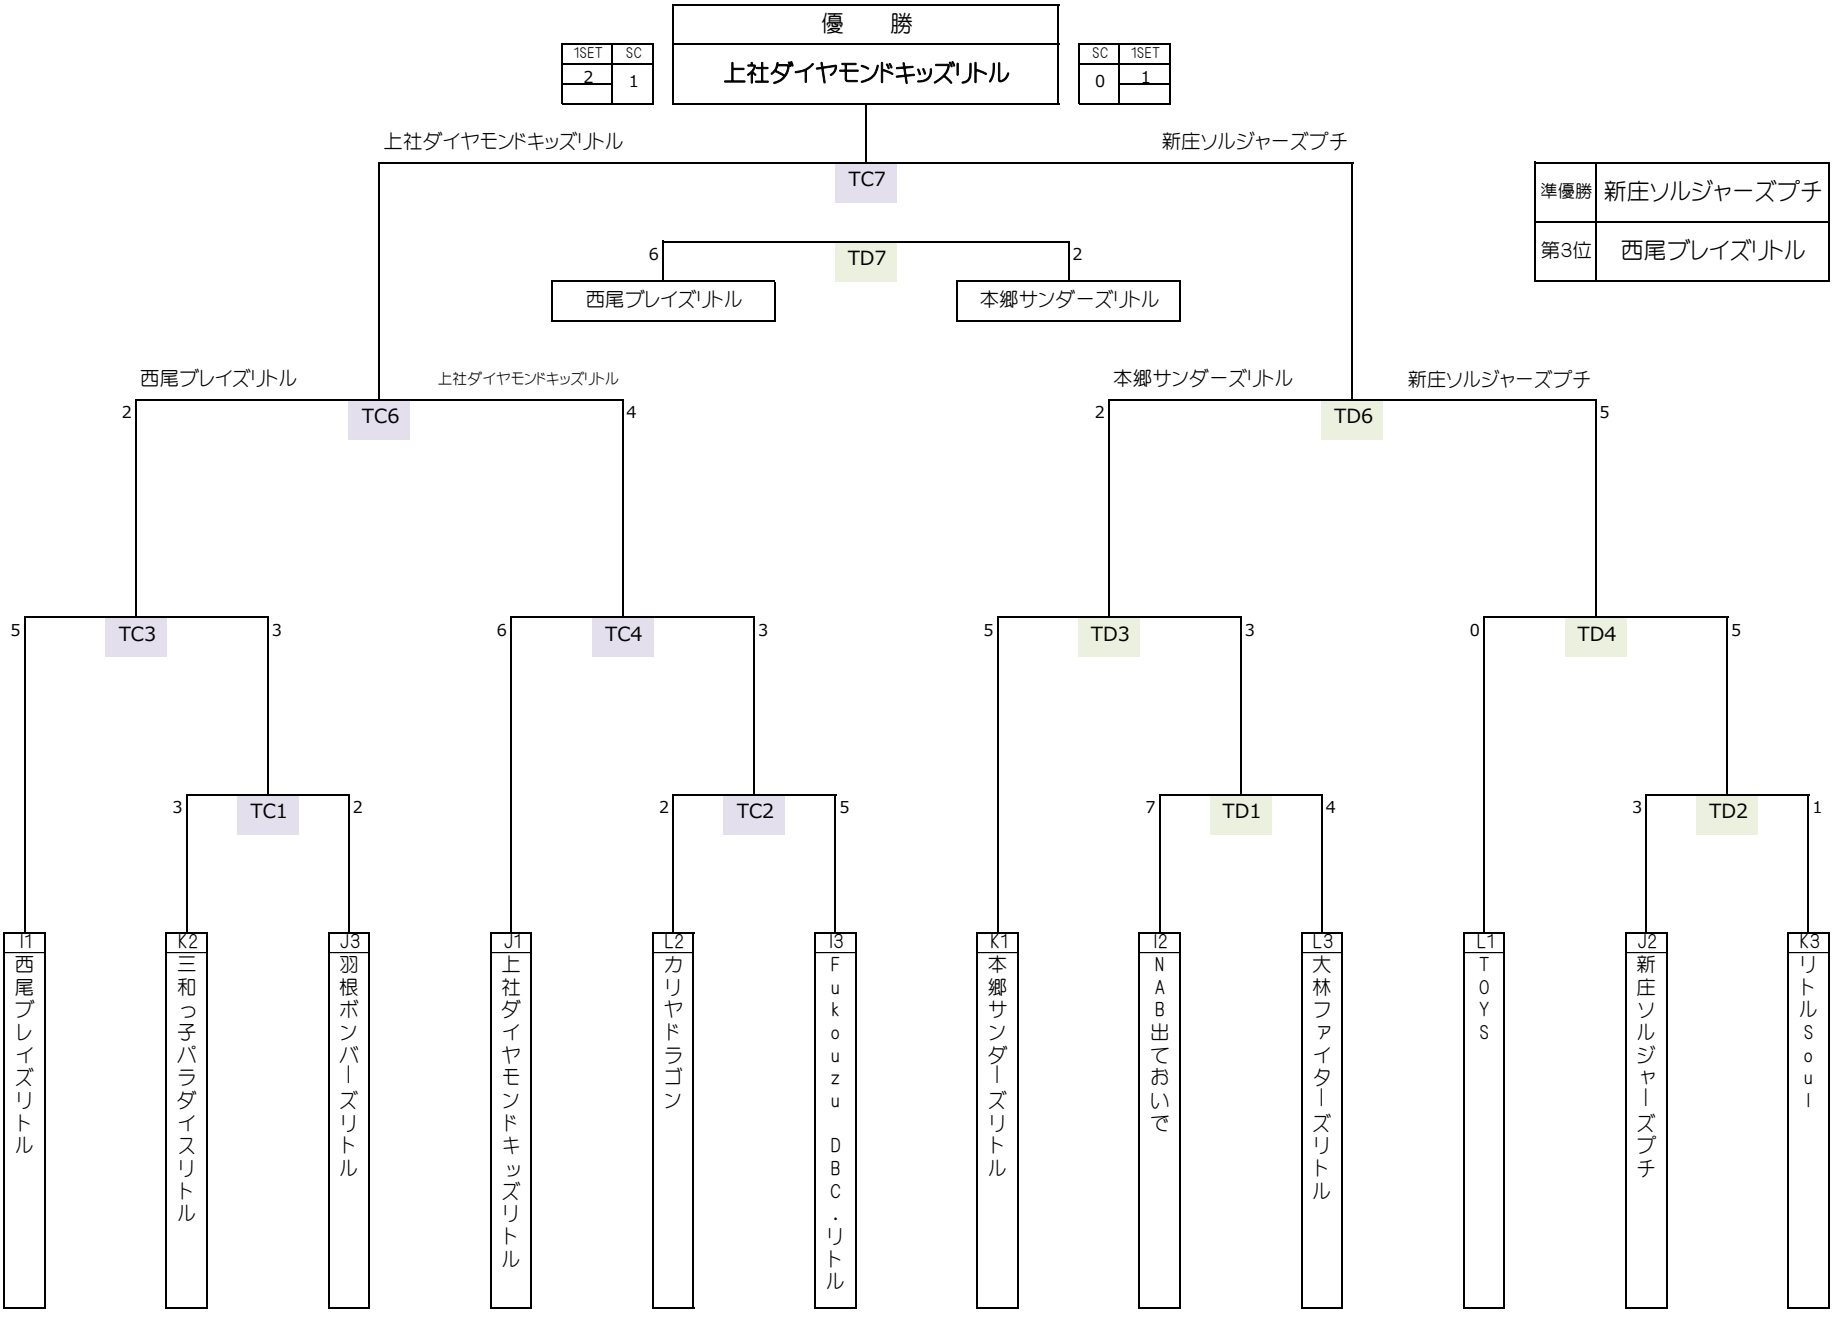 優　勝
1SET SC
2 1
上社ダイヤモンドキッズリトル
SC 1SET
0 1
上社ダイヤモンドキッズリトル
新庄ソルジャーズプチ
TC7
準優勝 新庄ソルジャーズプチ
第3位 西尾ブレイズリトル
6 TD7 2
西尾ブレイズリトル
本郷サンダーズリトル
西尾ブレイズリトル
上社ダイヤモンドキッズリトル
本郷サンダーズリトル
新庄ソルジャーズプチ
2 TC6 4
2 TD6 5
5 TC3 3
6 TC4 3
5 TD3 3
0 TD4 5
3 TC1 2
2 TC2 5
7 TD1 4
3 TD2 1
I1
西尾ブレイズリトル
K2
三和っ子パラダイスリトル
J3
羽根ボンバーズリトル
J1
上社ダイヤモンドキッズリトル
L2
カリヤドラゴン
I3
Fukouzu DBC.リトル
K1
本郷サンダーズリトル
I2
NAB出ておいで
L3
大林ファイターズリトル
L1
TOYS
J2
新庄ソルジャーズプチ
K3
リトルSoul